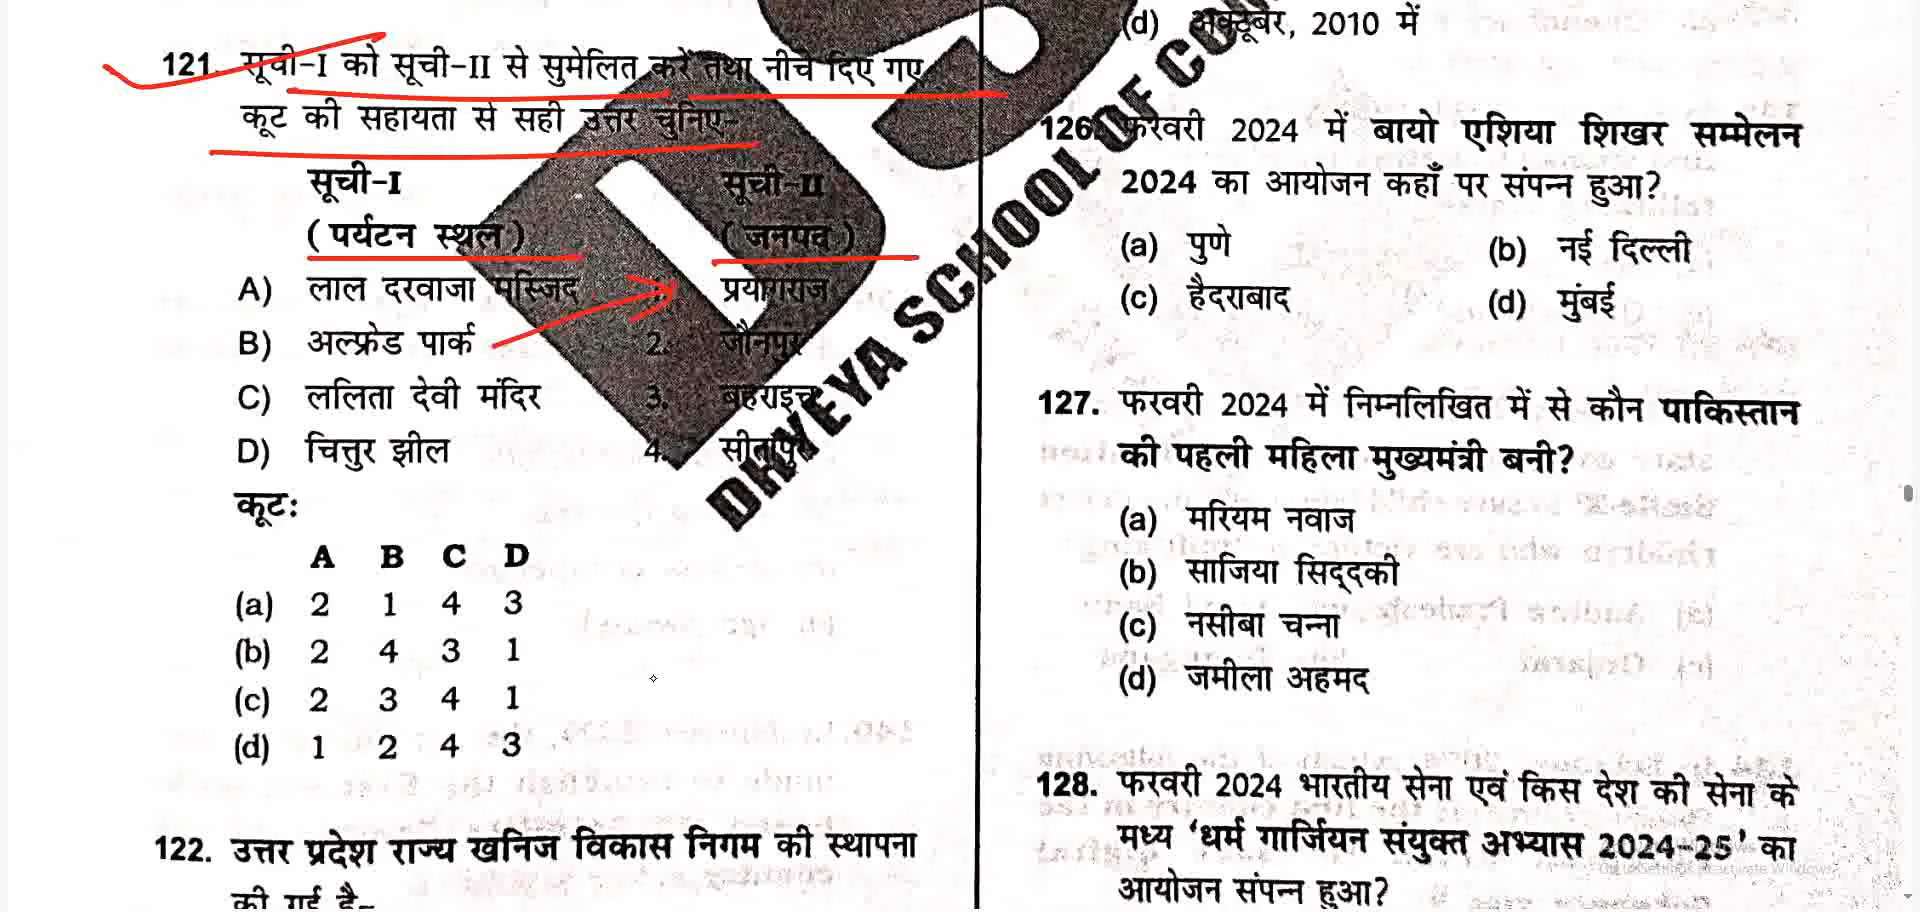 121. सूची-I को सूची-II से सुमेलित करें तथा नीचे दिए गए
कूट की सहायता से सही उत्तर चुनिए-
सूची-I सूची-II
(पर्यटन स्थल) (जनपद)
A) लाल दरवाजा मस्जिद 1. प्रयागराज
B) अल्फ्रेड पार्क 2. जौनपुर
C) ललिता देवी मंदिर 3. बहराइच
D) चित्तुर झील 4. सीतापुर
कूटः
A B C D
(a) 2 1 4 3
(b) 2 4 3 1
(c) 2 3 4 1
(d) 1 2 4 3
122. उत्तर प्रदेश राज्य खनिज विकास निगम की स्थापना
की गई है-
(d) अक्टूबर, 2010 में
126. फरवरी 2024 में बायो एशिया शिखर सम्मेलन
2024 का आयोजन कहाँ पर संपन्न हुआ?
(a) पुणे (b) नई दिल्ली
(c) हैदराबाद (d) मुंबई
127. फरवरी 2024 में निम्नलिखित में से कौन पाकिस्तान
की पहली महिला मुख्यमंत्री बनी?
(a) मरियम नवाज
(b) साजिया सिद्दकी
(c) नसीबा चन्ना
(d) जमीला अहमद
128. फरवरी 2024 भारतीय सेना एवं किस देश की सेना के
मध्य ‘धर्म गार्जियन संयुक्त अभ्यास 2024-25’ का
आयोजन संपन्न हुआ?
DHYEYA SCHOOL OF